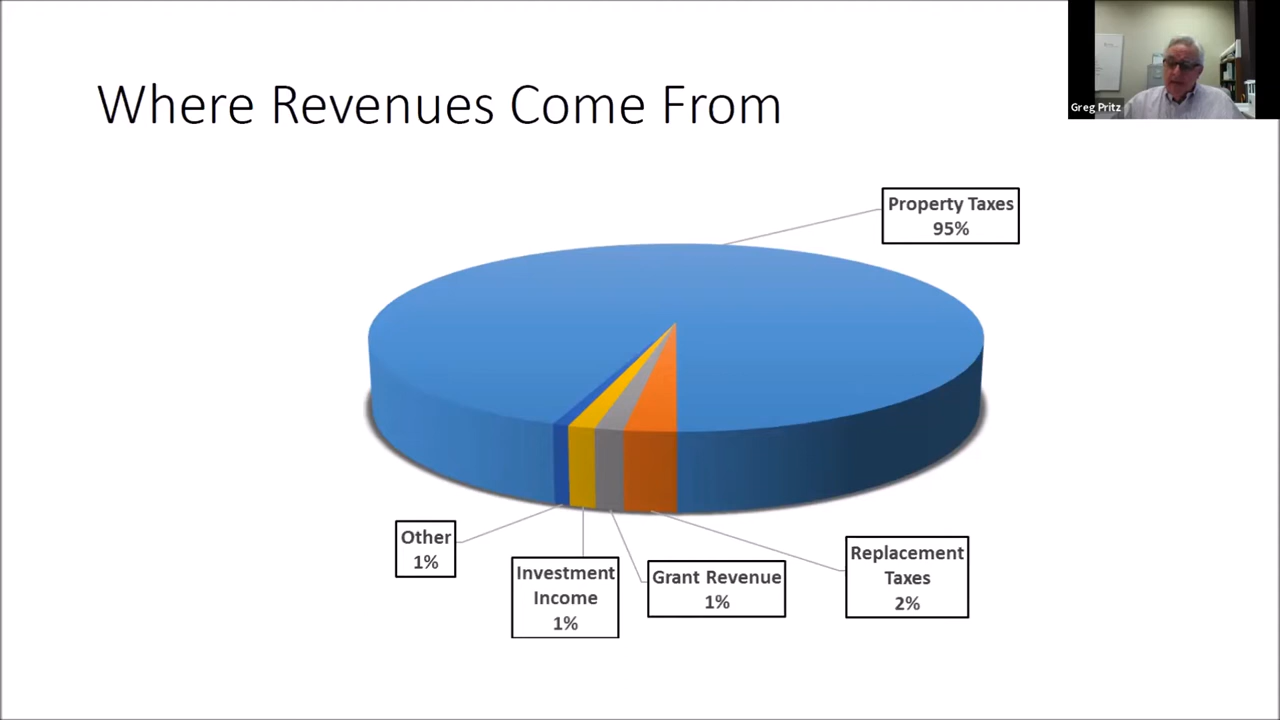 Where Revenues Come From
Greg Pritz
Property Taxes
95%
Other
1%
Investment
Income
1%
Grant Revenue
1%
Replacement
Taxes
2%